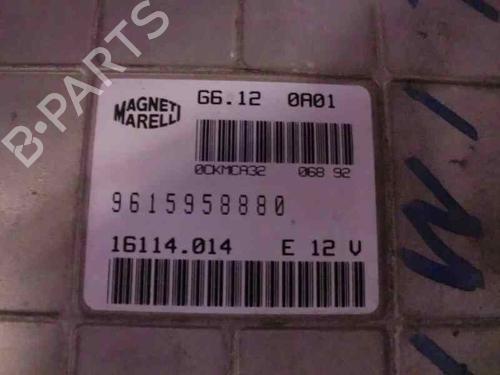 B-PARTS
MAGNETI MARELLI
G6.12 0A01
0CKMCA32 068 92
9615958880
16114.014 E 12 V